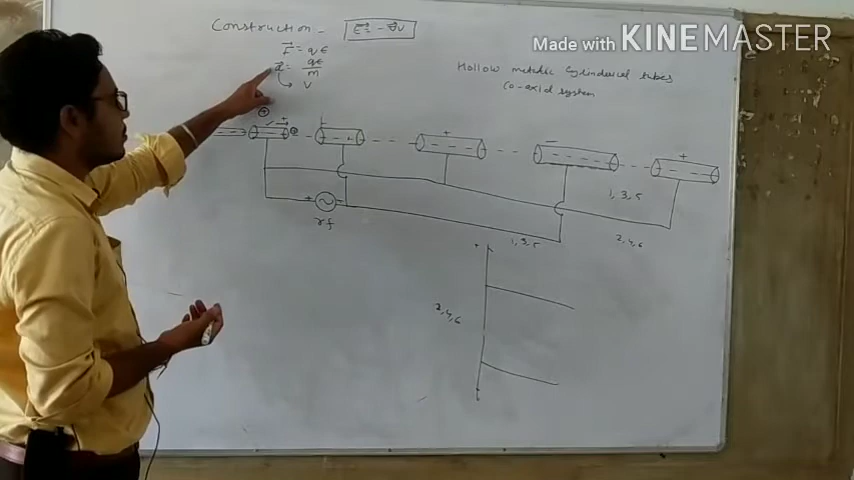 Made with KINEMASTER
Construction - E⃗ = - ∇⃗V
F⃗ = qE
a⃗ = qE/m
→ V
Hollow metallic cylinderical tubes
co-axial system
+ +
+ - + - +
+ -
rf
1, 3, 5
1, 3, 5
2, 4, 6
+
2, 4, 6
-